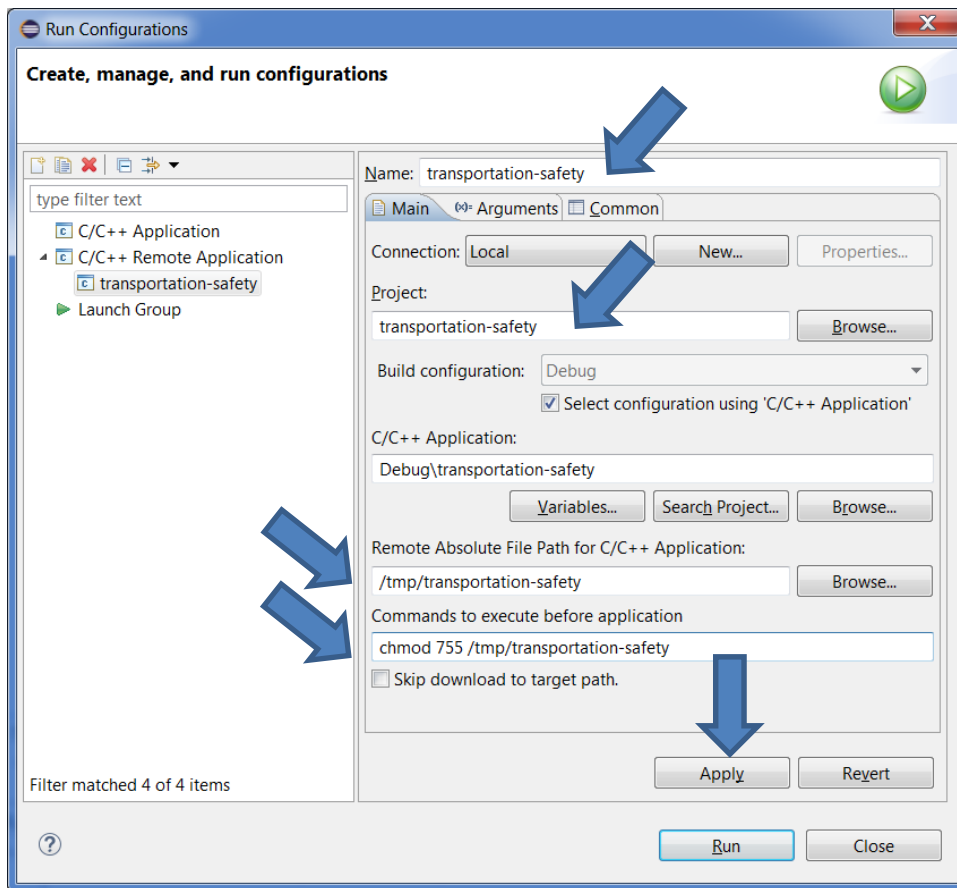 Run Configurations
Create, manage, and run configurations
type filter text
C/C++ Application
C/C++ Remote Application
transportation-safety
Launch Group
Filter matched 4 of 4 items
Name: transportation-safety
Main (x)= Arguments Common
Connection: Local New... Properties...
Project:
transportation-safety Browse...
Build configuration: Debug
Select configuration using 'C/C++ Application'
C/C++ Application:
Debug\transportation-safety
Variables... Search Project... Browse...
Remote Absolute File Path for C/C++ Application:
/tmp/transportation-safety Browse...
Commands to execute before application
chmod 755 /tmp/transportation-safety
Skip download to target path.
Apply Revert
? Run Close